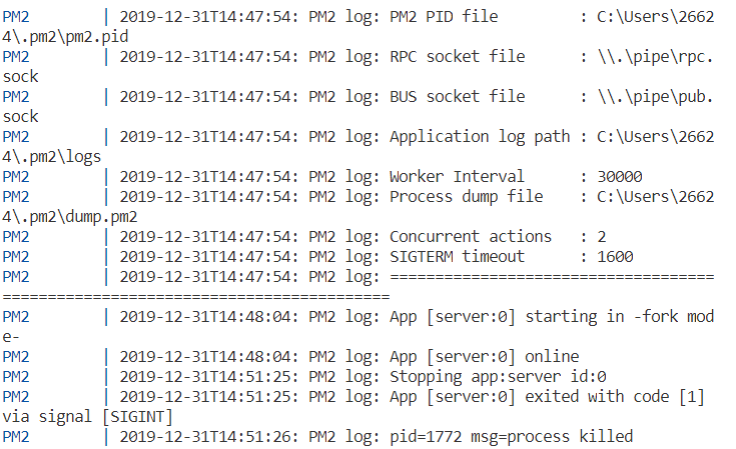 PM2        | 2019-12-31T14:47:54: PM2 log: PM2 PID file         : C:\Users\2662
4\.pm2\pm2.pid
PM2        | 2019-12-31T14:47:54: PM2 log: RPC socket file      : \\.\pipe\rpc.
sock
PM2        | 2019-12-31T14:47:54: PM2 log: BUS socket file      : \\.\pipe\pub.
sock
PM2        | 2019-12-31T14:47:54: PM2 log: Application log path : C:\Users\2662
4\.pm2\logs
PM2        | 2019-12-31T14:47:54: PM2 log: Worker Interval      : 30000
PM2        | 2019-12-31T14:47:54: PM2 log: Process dump file    : C:\Users\2662
4\.pm2\dump.pm2
PM2        | 2019-12-31T14:47:54: PM2 log: Concurrent actions   : 2
PM2        | 2019-12-31T14:47:54: PM2 log: SIGTERM timeout      : 1600
PM2        | 2019-12-31T14:47:54: PM2 log: ====================================
===========================================
PM2        | 2019-12-31T14:48:04: PM2 log: App [server:0] starting in -fork mod
e-
PM2        | 2019-12-31T14:48:04: PM2 log: App [server:0] online
PM2        | 2019-12-31T14:51:25: PM2 log: Stopping app:server id:0
PM2        | 2019-12-31T14:51:25: PM2 log: App [server:0] exited with code [1]
via signal [SIGINT]
PM2        | 2019-12-31T14:51:26: PM2 log: pid=1772 msg=process killed